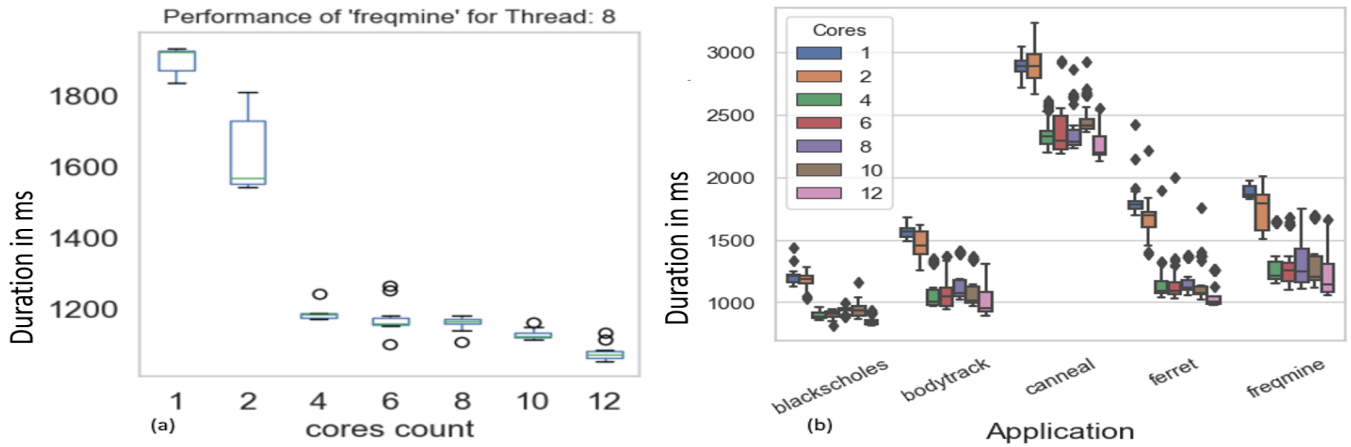 Performance of 'freqmine' for Thread: 8
Duration in ms
1800
1600
1400
1200
1 2 4 6 8 10 12
(a)
cores count
Duration in ms
3000
2500
2000
1500
1000
Cores
1
2
4
6
8
10
12
blackscholes bodytrack canneal ferret freqmine
(b)
Application